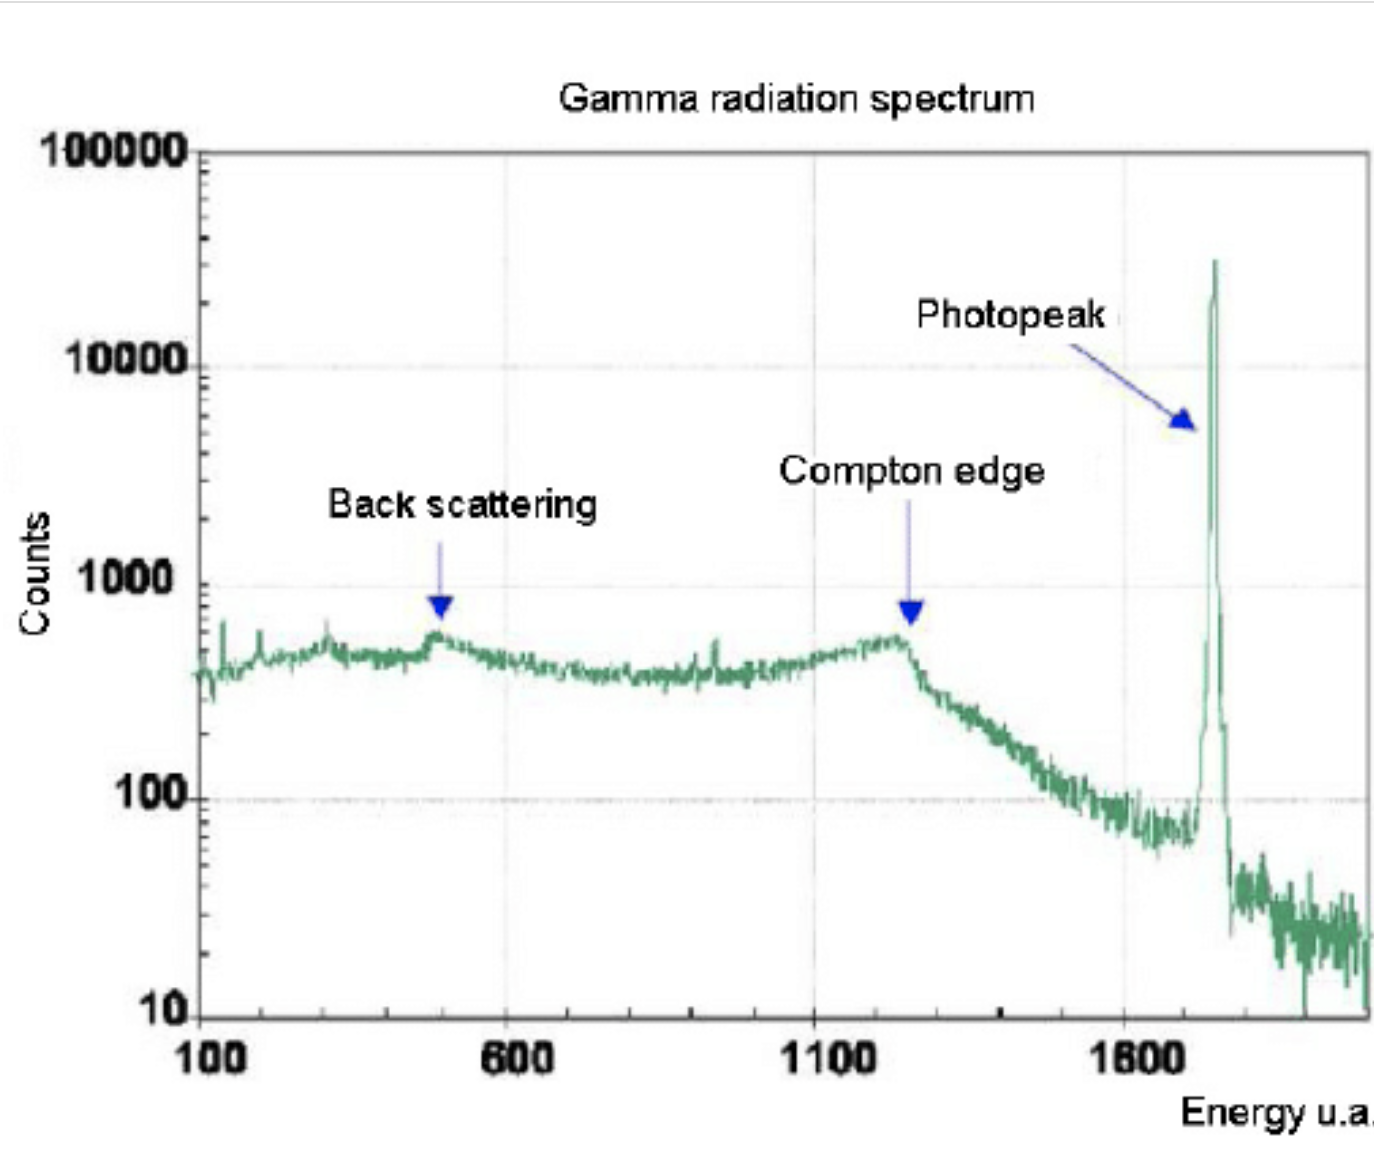 Gamma radiation spectrum
100000
Photopeak
10000
Compton edge
Back scattering
Counts
1000
100
10
100 600 1100 1600
Energy u.a.